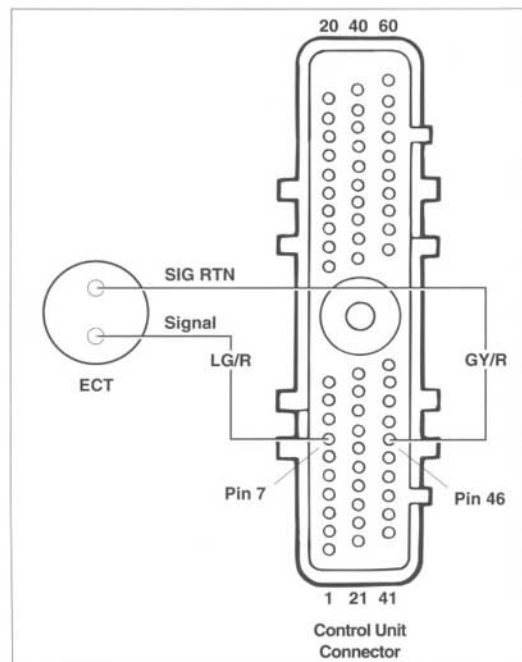 20 40 60
SIG RTN
Signal
LG/R
GY/R
ECT
Pin 7
Pin 46
1 21 41
Control Unit
Connector